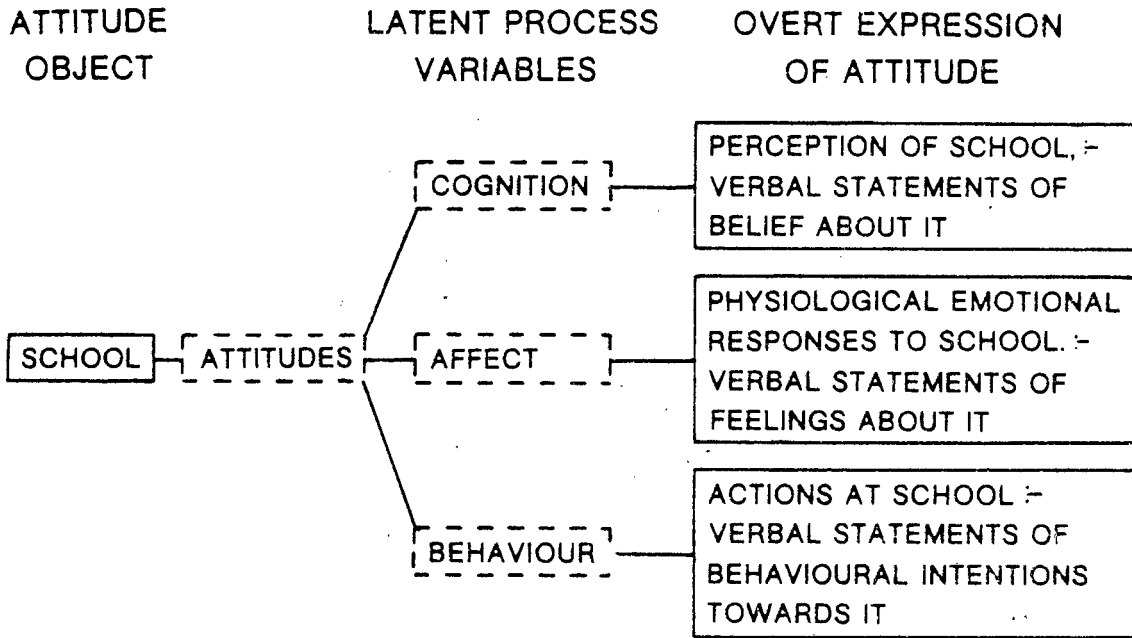 ATTITUDE
OBJECT
LATENT PROCESS
VARIABLES
OVERT EXPRESSION
OF ATTITUDE
COGNITION
PERCEPTION OF SCHOOL, :-
VERBAL STATEMENTS OF
BELIEF ABOUT IT
SCHOOL
ATTITUDES
AFFECT
PHYSIOLOGICAL EMOTIONAL
RESPONSES TO SCHOOL. :-
VERBAL STATEMENTS OF
FEELINGS ABOUT IT
BEHAVIOUR
ACTIONS AT SCHOOL :-
VERBAL STATEMENTS OF
BEHAVIOURAL INTENTIONS
TOWARDS IT